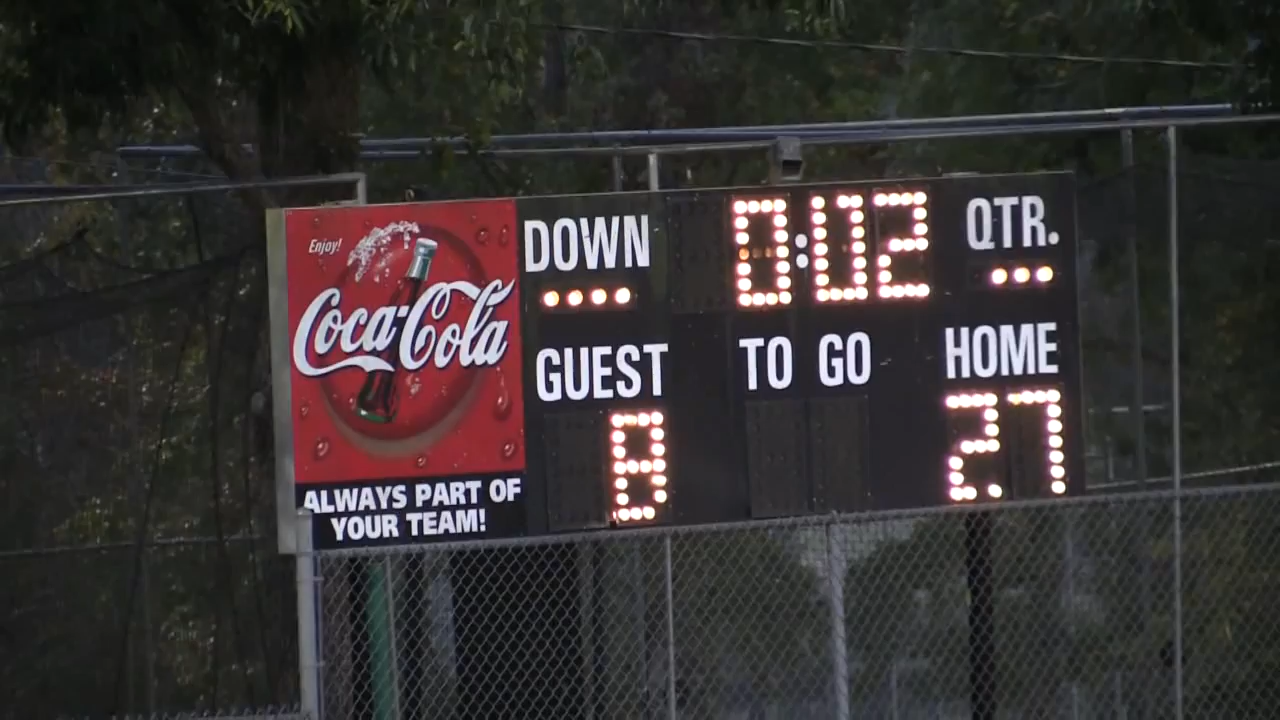 Enjoy!
Coca-Cola
ALWAYS PART OF
YOUR TEAM!
DOWN
0:02
QTR.
GUEST
TO GO
HOME
8
27